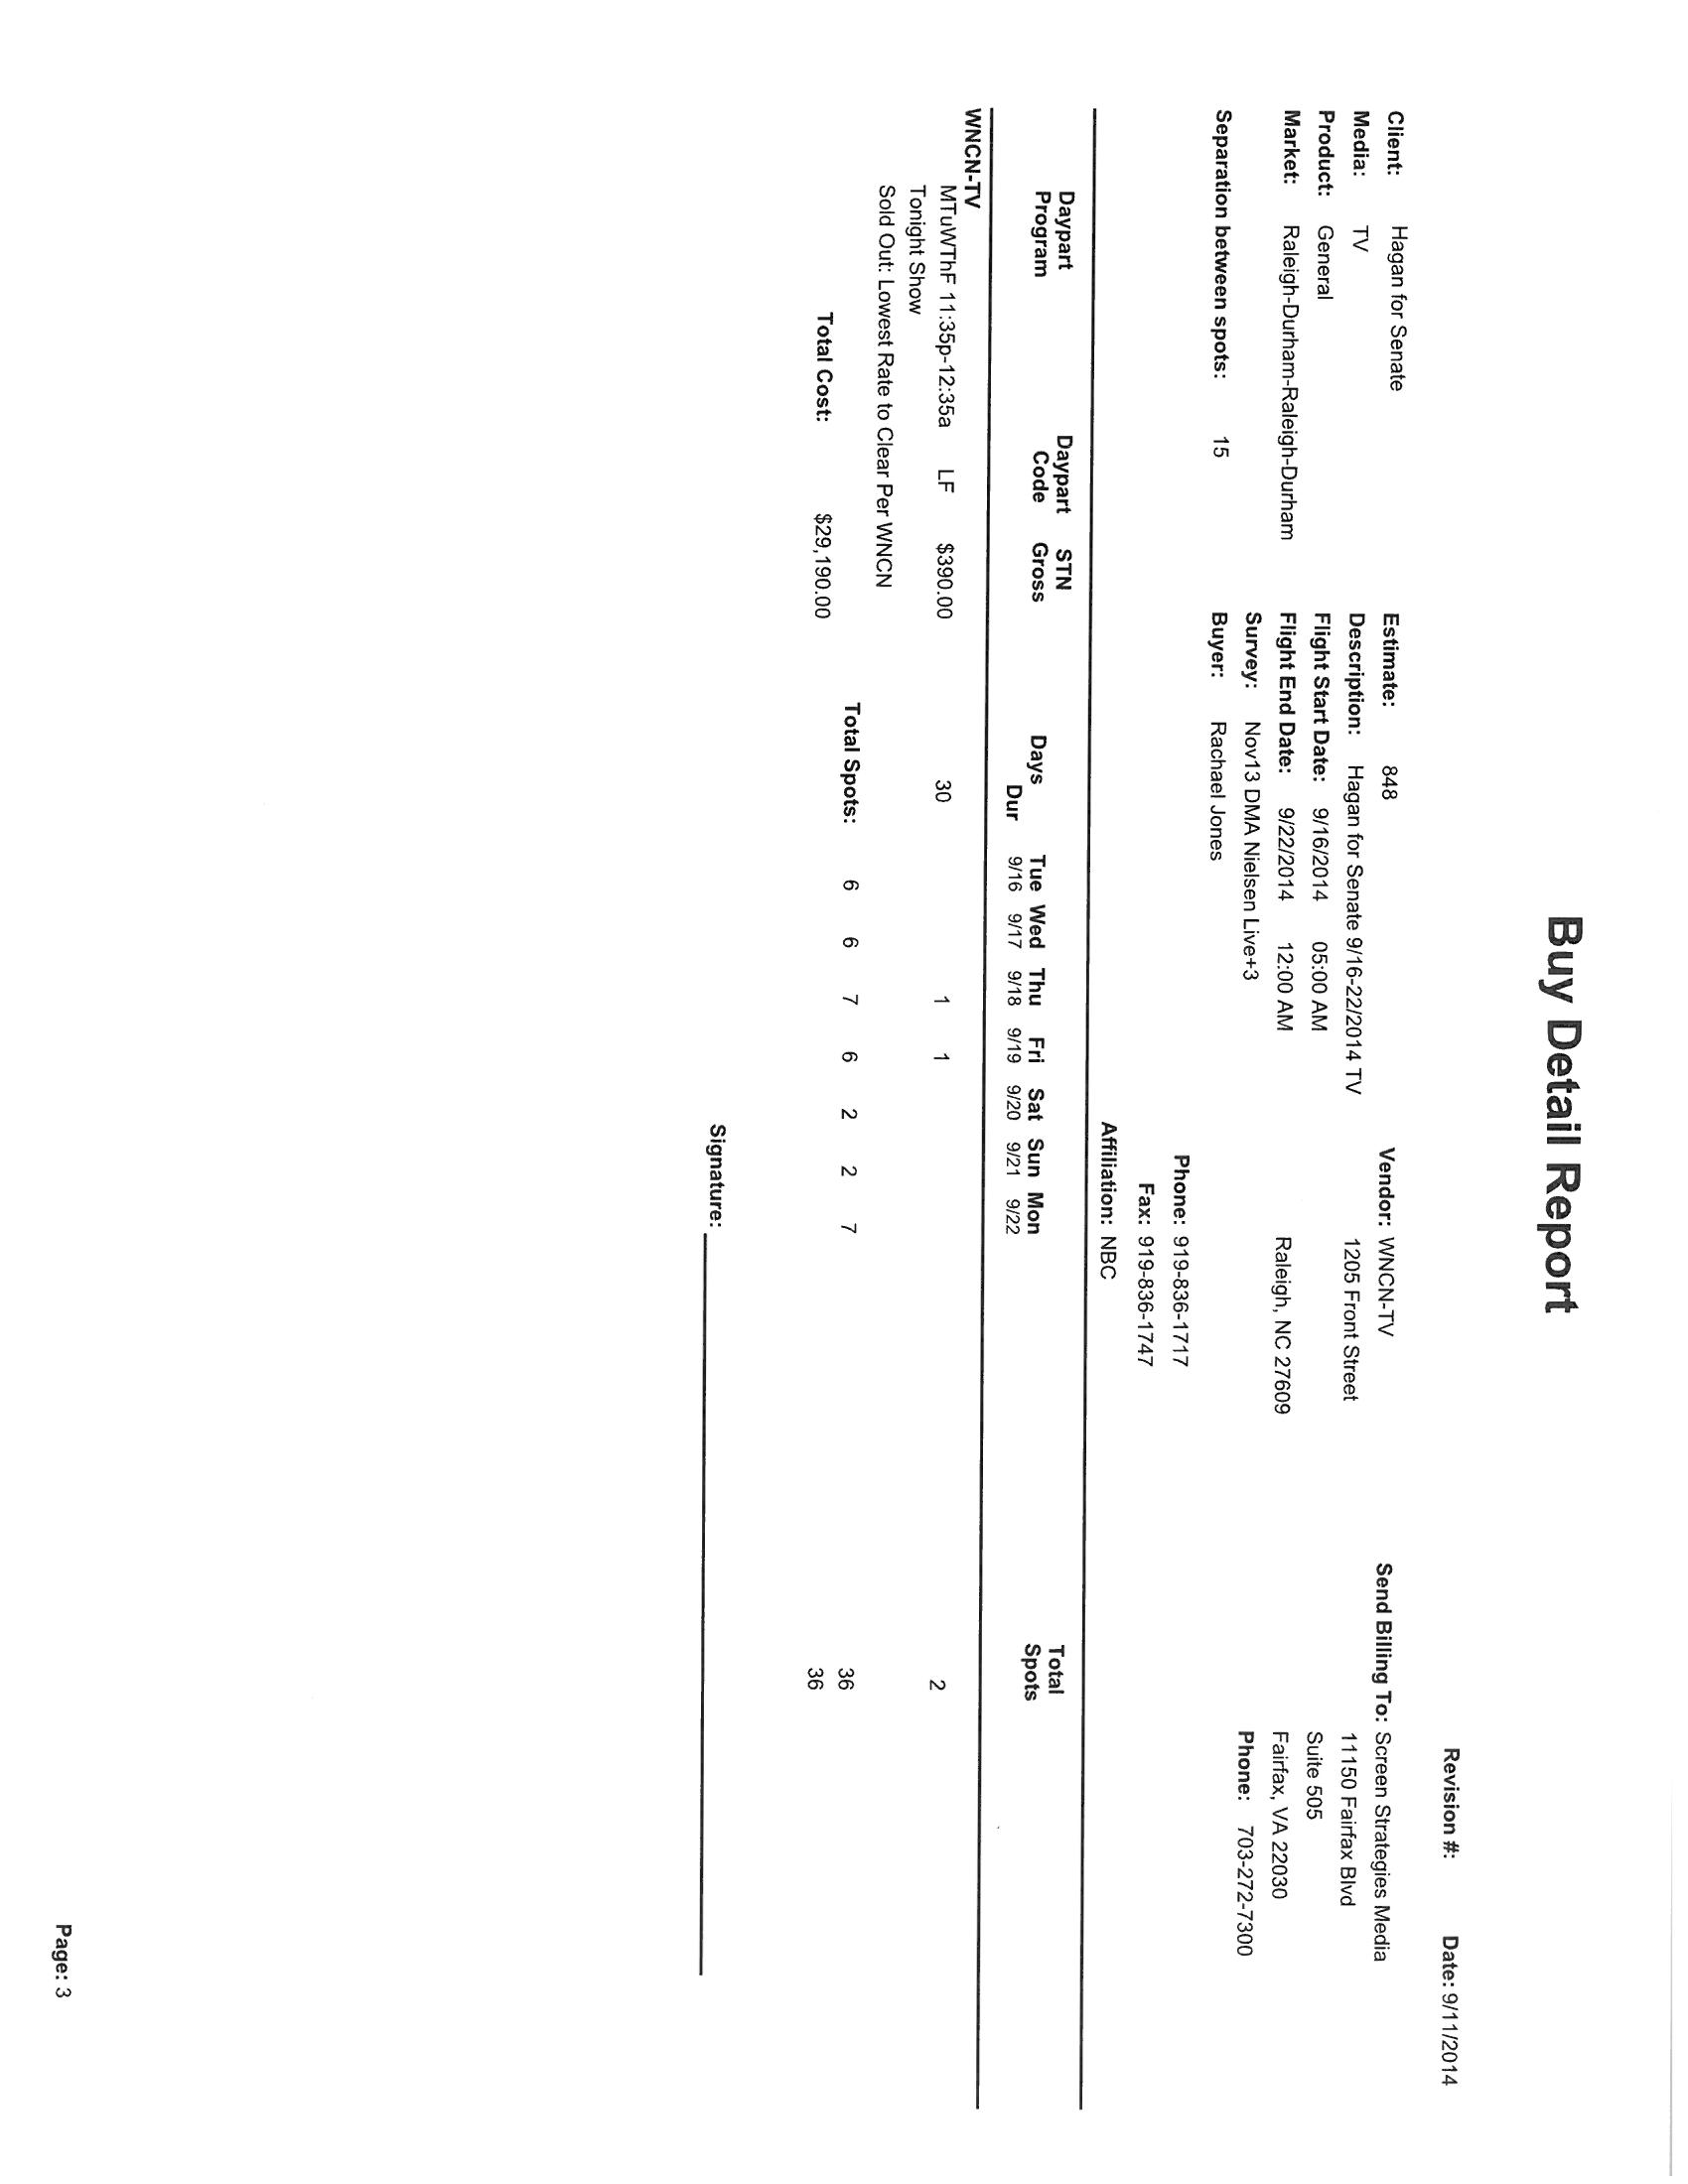 Buy Detail Report
Revision #: Date: 9/11/2014
Client: Hagan for Senate Estimate: 848 Vendor: WNCN-TV Send Billing To: Screen Strategies Media
Media: TV Description: Hagan for Senate 9/16-22/2014 TV 1205 Front Street 11150 Fairfax Blvd
Product: General Flight Start Date: 9/16/2014 05:00 AM Suite 505
Market: Raleigh-Durham-Raleigh-Durham Flight End Date: 9/22/2014 12:00 AM Raleigh, NC 27609 Fairfax, VA 22030
Survey: Nov13 DMA Nielsen Live+3 Phone: 703-272-7300
Separation between spots: 15 Buyer: Rachael Jones
Phone: 919-836-1717
Fax: 919-836-1747
Affiliation: NBC
Daypart Daypart STN Total
Program Code Gross Days Tue Wed Thu Fri Sat Sun Mon Spots
Dur 9/16 9/17 9/18 9/19 9/20 9/21 9/22
WNCN-TV
MTuWThF 11:35p-12:35a LF $390.00 30 1 1 2
Tonight Show
Sold Out: Lowest Rate to Clear Per WNCN
Total Spots: 6 6 7 6 2 2 7 36
Total Cost: $29,190.00 36
Signature:
Page: 3